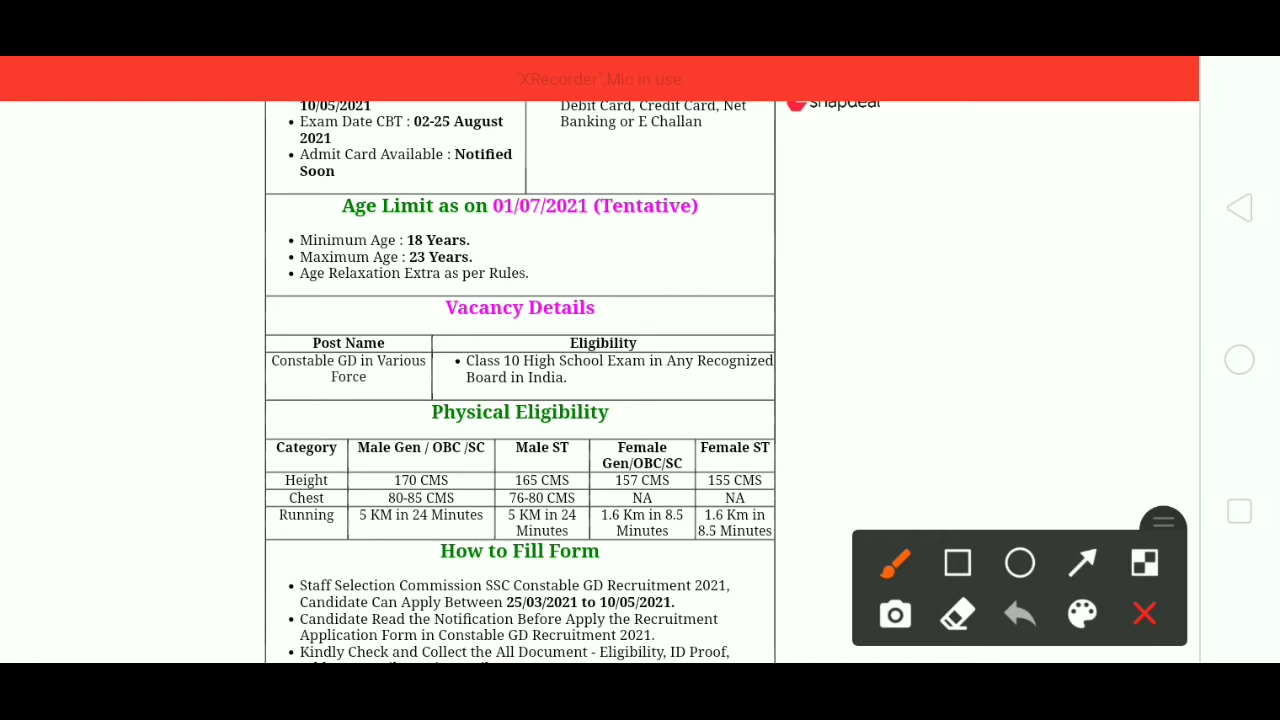 "XRecorder",Mic in use
10/05/2021
Debit Card, Credit Card, Net
snapdeal
• Exam Date CBT : 02-25 August
Banking or E Challan
2021
• Admit Card Available : Notified
Soon
Age Limit as on 01/07/2021 (Tentative)
• Minimum Age : 18 Years.
• Maximum Age : 23 Years.
• Age Relaxation Extra as per Rules.
Vacancy Details
Post Name Eligibility
Constable GD in Various • Class 10 High School Exam in Any Recognized
Force Board in India.
Physical Eligibility
Category Male Gen / OBC /SC Male ST Female Female ST
Gen/OBC/SC
Height 170 CMS 165 CMS 157 CMS 155 CMS
Chest 80-85 CMS 76-80 CMS NA NA
Running 5 KM in 24 Minutes 5 KM in 24 1.6 Km in 8.5 1.6 Km in
Minutes Minutes 8.5 Minutes
How to Fill Form
• Staff Selection Commission SSC Constable GD Recruitment 2021,
Candidate Can Apply Between 25/03/2021 to 10/05/2021.
• Candidate Read the Notification Before Apply the Recruitment
Application Form in Constable GD Recruitment 2021.
• Kindly Check and Collect the All Document - Eligibility, ID Proof,